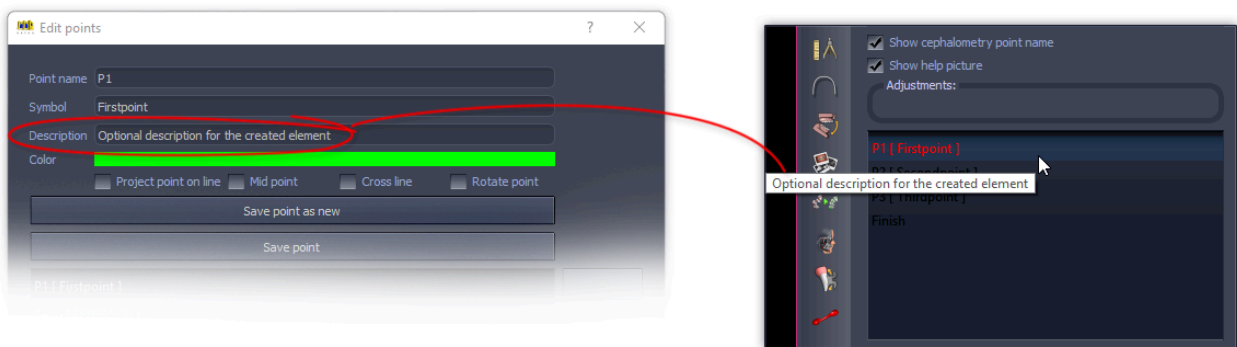 Edit points
Point name P1
Symbol Firstpoint
Description Optional description for the created element
Color
Project point on line Mid point Cross line Rotate point
Save point as new
Save point
P1 [ Firstpoint ]
Show cephalometry point name
Show help picture
Adjustments:
P1 [ Firstpoint ]
P2 [ Secondpoint ]
Optional description for the created element
P3 [ Thirdpoint ]
Finish